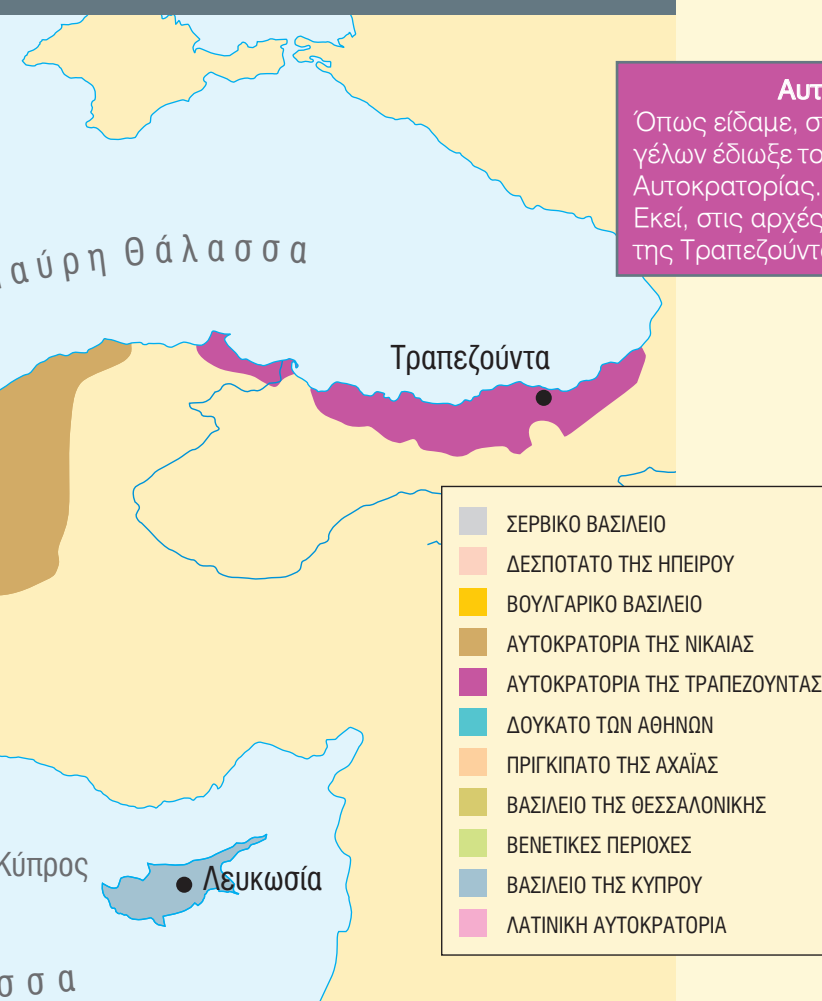 Αυτ
Όπως είδαμε, σ
γέλων έδιωξε το
Αυτοκρατορίας.
Εκεί, στις αρχές
της Τραπεζούντ
αύρη Θάλασσα
Τραπεζούντα
ΣΕΡΒΙΚΟ ΒΑΣΙΛΕΙΟ
ΔΕΣΠΟΤΑΤΟ ΤΗΣ ΗΠΕΙΡΟΥ
ΒΟΥΛΓΑΡΙΚΟ ΒΑΣΙΛΕΙΟ
ΑΥΤΟΚΡΑΤΟΡΙΑ ΤΗΣ ΝΙΚΑΙΑΣ
ΑΥΤΟΚΡΑΤΟΡΙΑ ΤΗΣ ΤΡΑΠΕΖΟΥΝΤΑΣ
ΔΟΥΚΑΤΟ ΤΩΝ ΑΘΗΝΩΝ
ΠΡΙΓΚΙΠΑΤΟ ΤΗΣ ΑΧΑΪΑΣ
ΒΑΣΙΛΕΙΟ ΤΗΣ ΘΕΣΣΑΛΟΝΙΚΗΣ
ΒΕΝΕΤΙΚΕΣ ΠΕΡΙΟΧΕΣ
ΒΑΣΙΛΕΙΟ ΤΗΣ ΚΥΠΡΟΥ
ΛΑΤΙΝΙΚΗ ΑΥΤΟΚΡΑΤΟΡΙΑ
Κύπρος
Λευκωσία
σσα